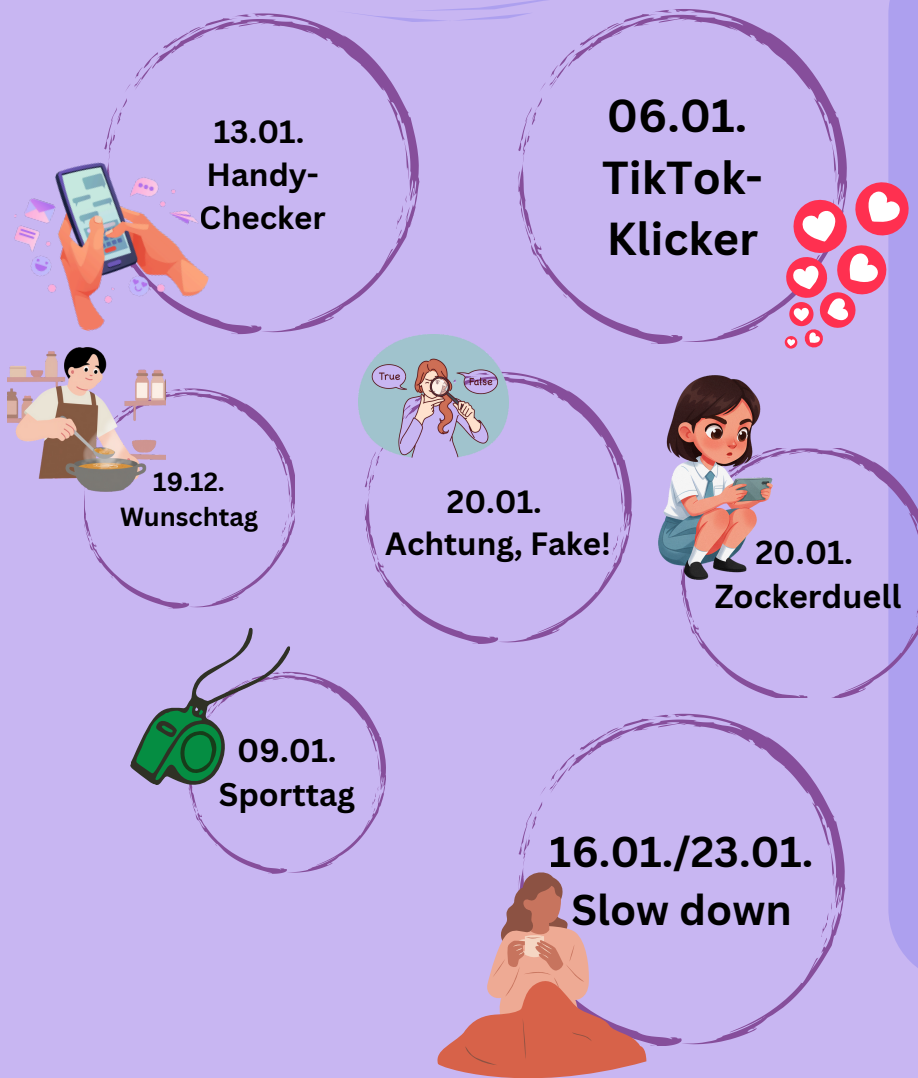 13.01.
Handy-
Checker
06.01.
TikTok-
Klicker
True
False
19.12.
Wunschtag
20.01.
Achtung, Fake!
20.01.
Zockerduell
09.01.
Sporttag
16.01./23.01.
Slow down